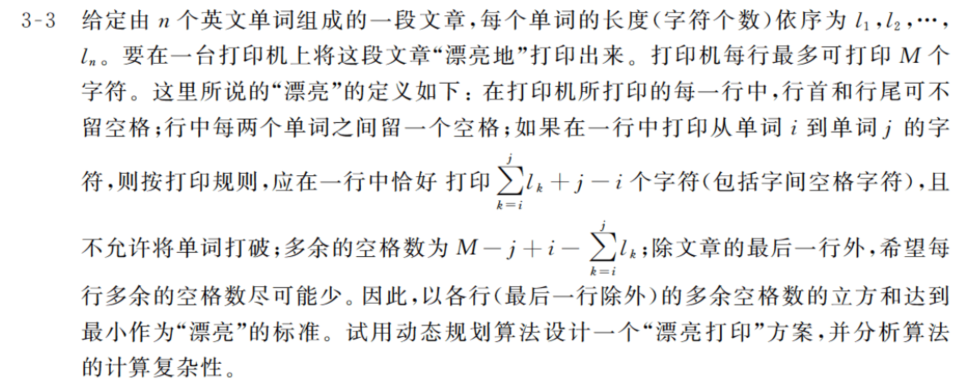 3-3 给定由 n 个英文单词组成的一段文章,每个单词的长度(字符个数)依序为 l₁,l₂,…,
lₙ。要在一台打印机上将这段文章“漂亮地”打印出来。打印机每行最多可打印 M 个
字符。这里所说的“漂亮”的定义如下:在打印机所打印的每一行中,行首和行尾可不
留空格;行中每两个单词之间留一个空格;如果在一行中打印从单词 i 到单词 j 的字
符,则按打印规则,应在一行中恰好 打印 ∑_{k=i}^{j} lₖ + j − i 个字符(包括字间空格字符),且
不允许将单词打破;多余的空格数为 M − j + i − ∑_{k=i}^{j} lₖ;除文章的最后一行外,希望每
行多余的空格数尽可能少。因此,以各行(最后一行除外)的多余空格数的立方和达到
最小作为“漂亮”的标准。试用动态规划算法设计一个“漂亮打印”方案,并分析算法
的计算复杂性。